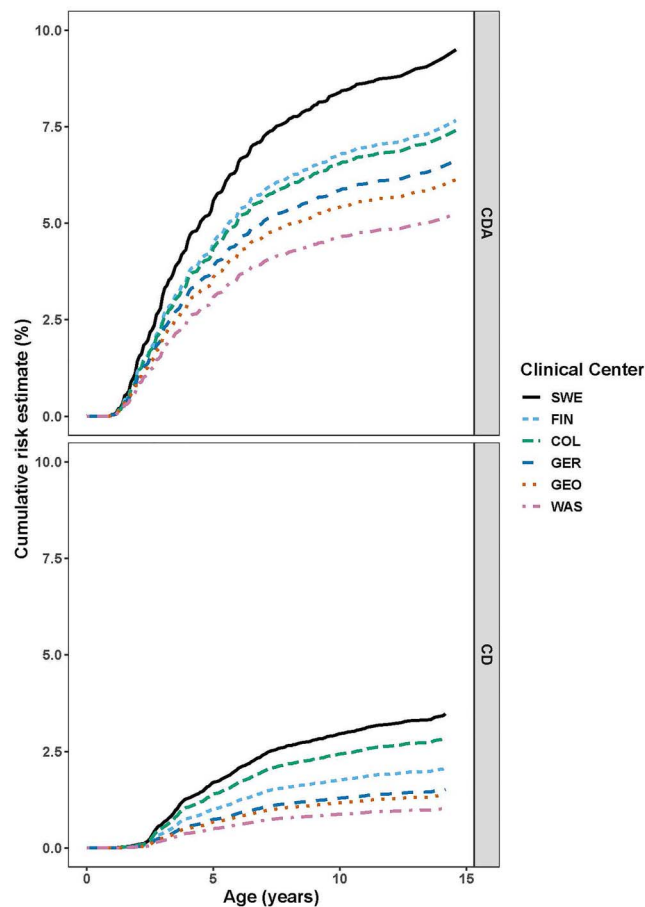 10.0
7.5
5.0
2.5
0.0
CDA
10.0
7.5
5.0
2.5
0.0
CD
Cumulative risk estimate (%)
0 5 10 15
Age (years)
Clinical Center
SWE
FIN
COL
GER
GEO
WAS